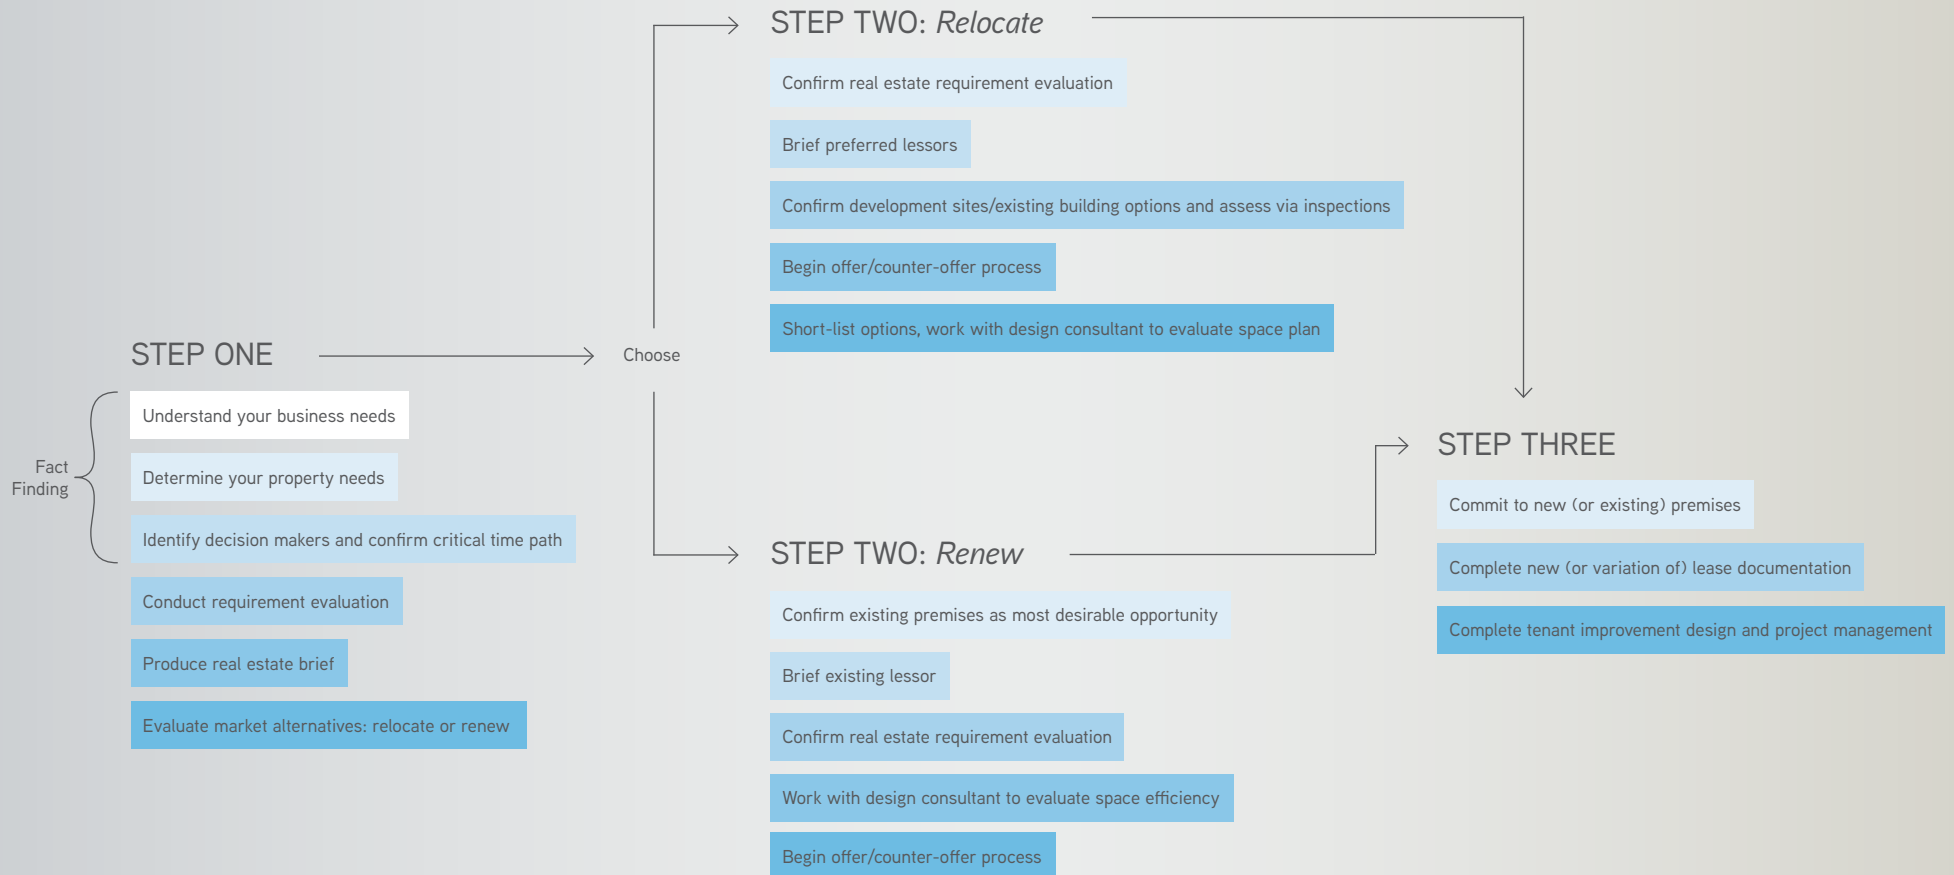 STEP ONE
Fact
Finding
Understand your business needs
Determine your property needs
Identify decision makers and confirm critical time path
Conduct requirement evaluation
Produce real estate brief
Evaluate market alternatives: relocate or renew
Choose
STEP TWO: Relocate
Confirm real estate requirement evaluation
Brief preferred lessors
Confirm development sites/existing building options and assess via inspections
Begin offer/counter-offer process
Short-list options, work with design consultant to evaluate space plan
STEP TWO: Renew
Confirm existing premises as most desirable opportunity
Brief existing lessor
Confirm real estate requirement evaluation
Work with design consultant to evaluate space efficiency
Begin offer/counter-offer process
STEP THREE
Commit to new (or existing) premises
Complete new (or variation of) lease documentation
Complete tenant improvement design and project management